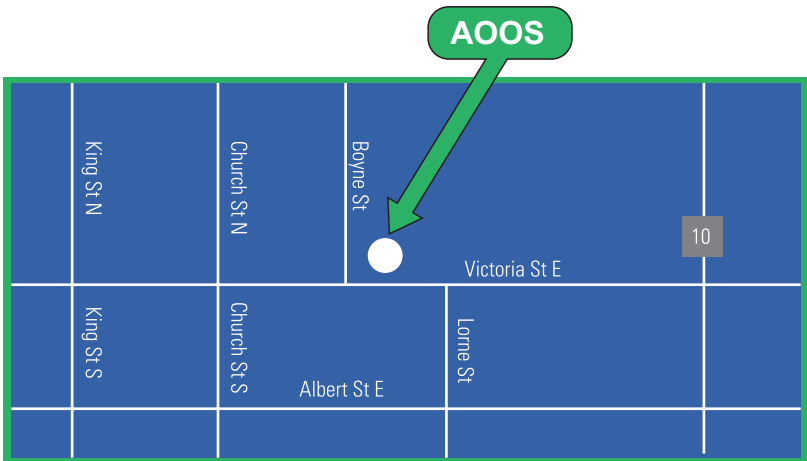 AOOS
King St N
Church St N
Boyne St
10
Victoria St E
King St S
Church St S
Lorne St
Albert St E